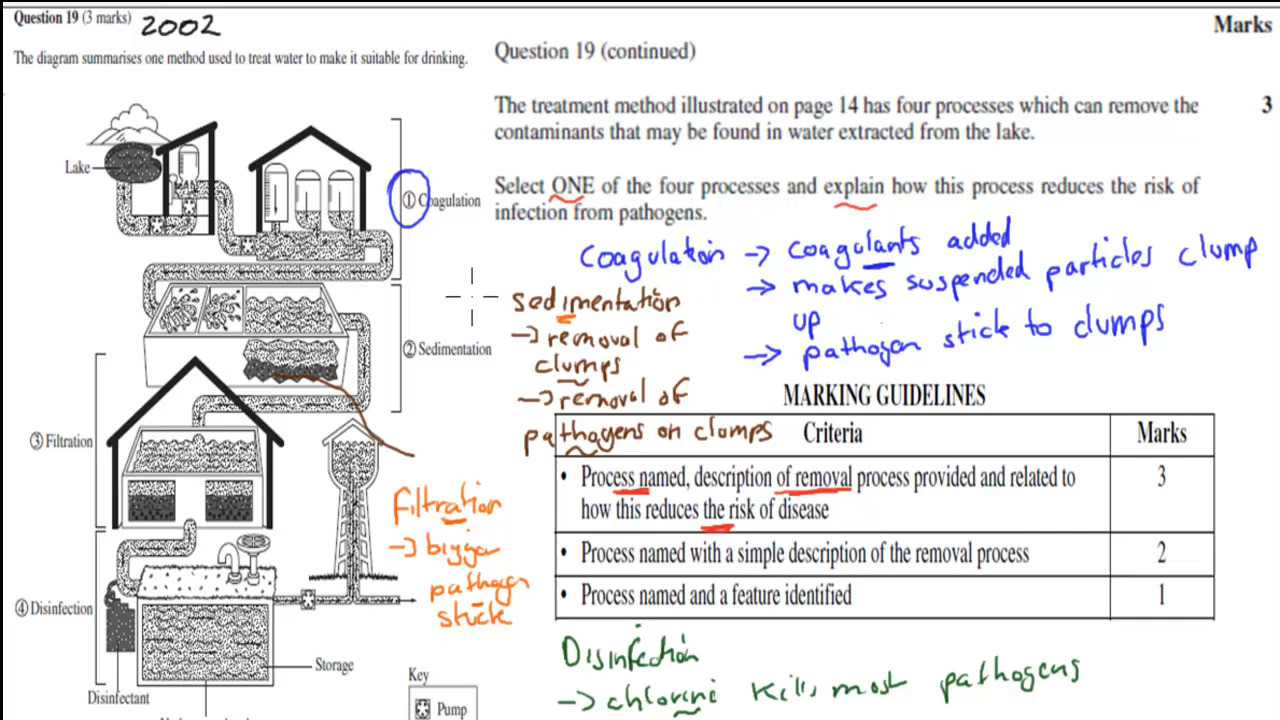 Question 19 (3 marks) 2002
The diagram summarises one method used to treat water to make it suitable for drinking.
Lake
① Coagulation
② Sedimentation
③ Filtration
④ Disinfection
Storage
Disinfectant
Key
Pump
Marks
Question 19 (continued)
The treatment method illustrated on page 14 has four processes which can remove the 3
contaminants that may be found in water extracted from the lake.
Select ONE of the four processes and explain how this process reduces the risk of
infection from pathogens.
Coagulation → coagulants added
→ makes suspended particles clump
up
→ pathogen stick to clumps
Sedimentation
→ removal of
clumps
→ removal of
pathogens on clumps
Filtration
→ bigger
pathogen
stuck
MARKING GUIDELINES
Criteria Marks
• Process named, description of removal process provided and related to 3
how this reduces the risk of disease
• Process named with a simple description of the removal process 2
• Process named and a feature identified 1
Disinfection
→ chlorine kills most pathogens